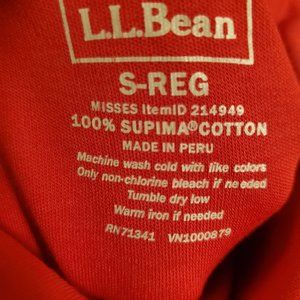 L.L.Bean
S-REG
MISSES ItemID 214949
100% SUPIMA®COTTON
MADE IN PERU
Machine wash cold with like colors
Only non-chlorine bleach if needed
Tumble dry low
Warm iron if needed
RN71341 VN1000879